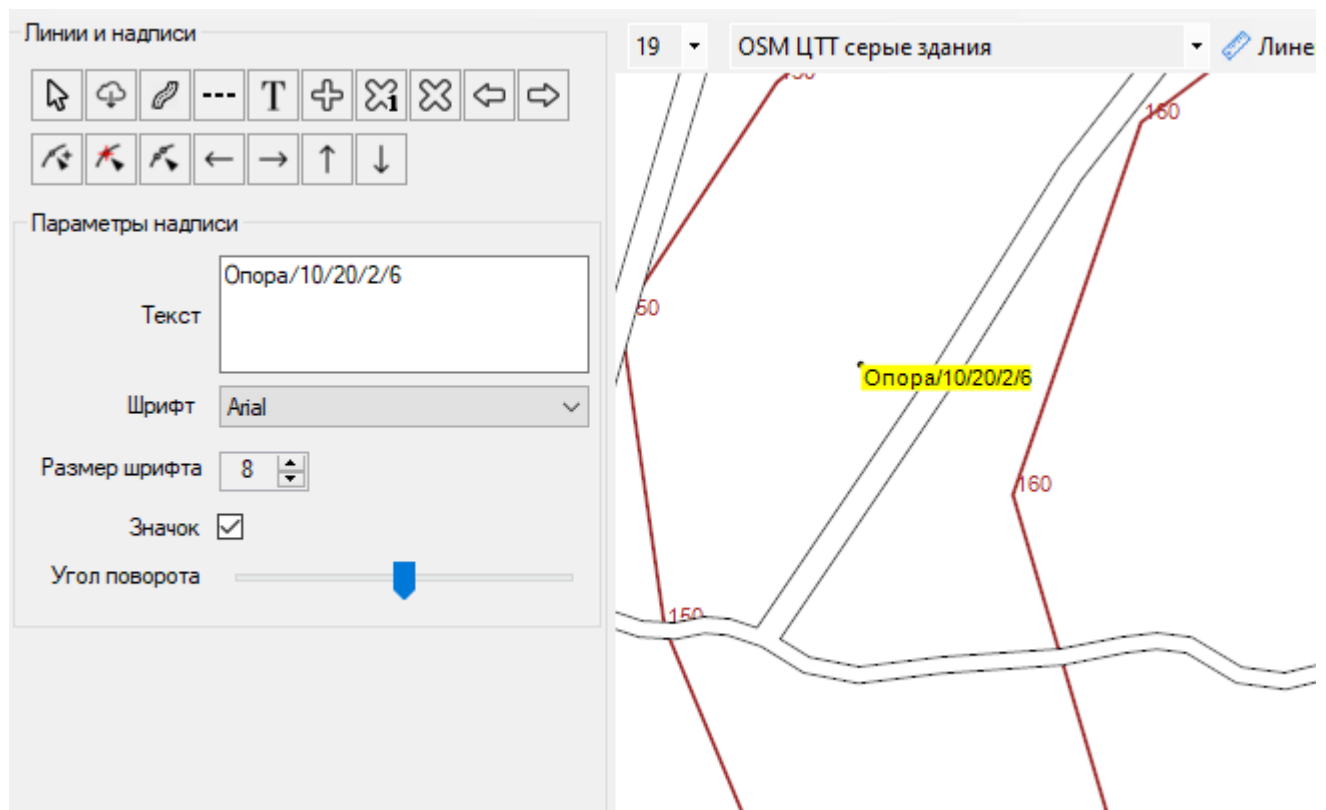 Линии и надписи
19
OSM ЦТТ серые здания
Лине
T
i
Параметры надписи
Текст
Опора/10/20/2/6
Шрифт
Arial
Размер шрифта
8
Значок
Угол поворота
160
50
Опора/10/20/2/6
160
150